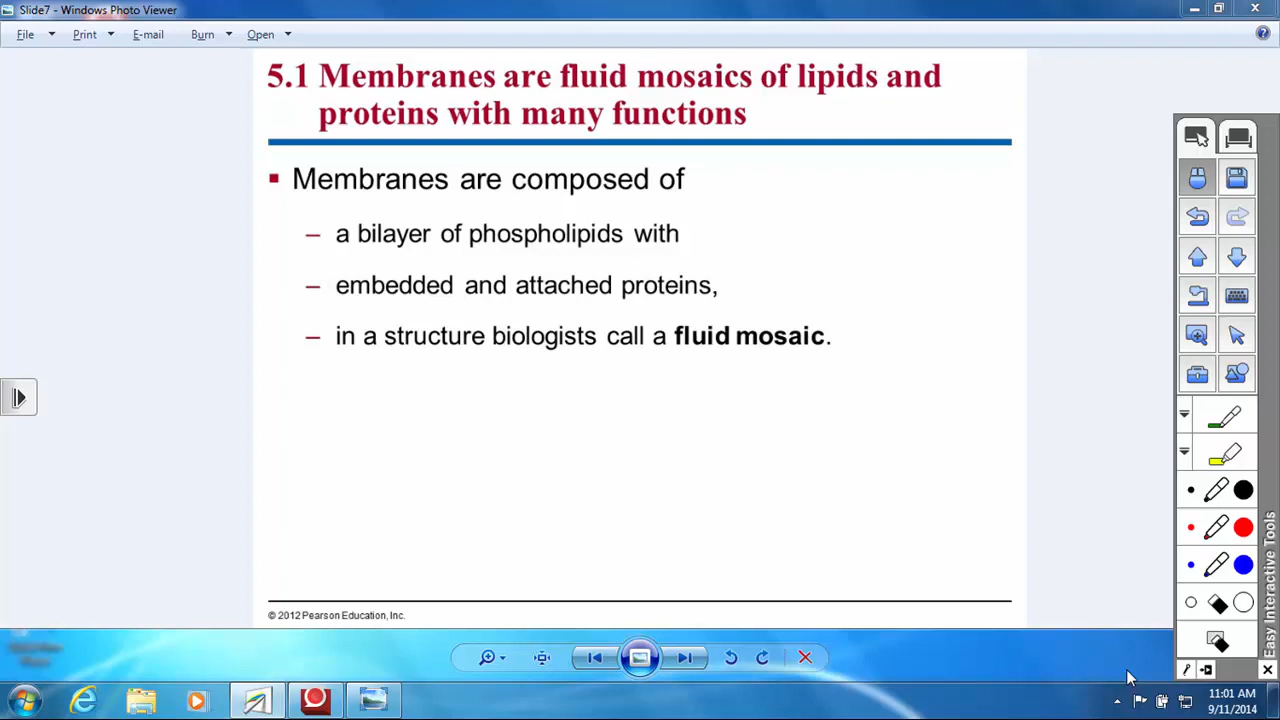 Slide7 - Windows Photo Viewer
File Print E-mail Burn Open
5.1 Membranes are fluid mosaics of lipids and
proteins with many functions
Membranes are composed of
– a bilayer of phospholipids with
– embedded and attached proteins,
– in a structure biologists call a fluid mosaic.
© 2012 Pearson Education, Inc.
Easy Interactive Tools
11:01 AM
9/11/2014